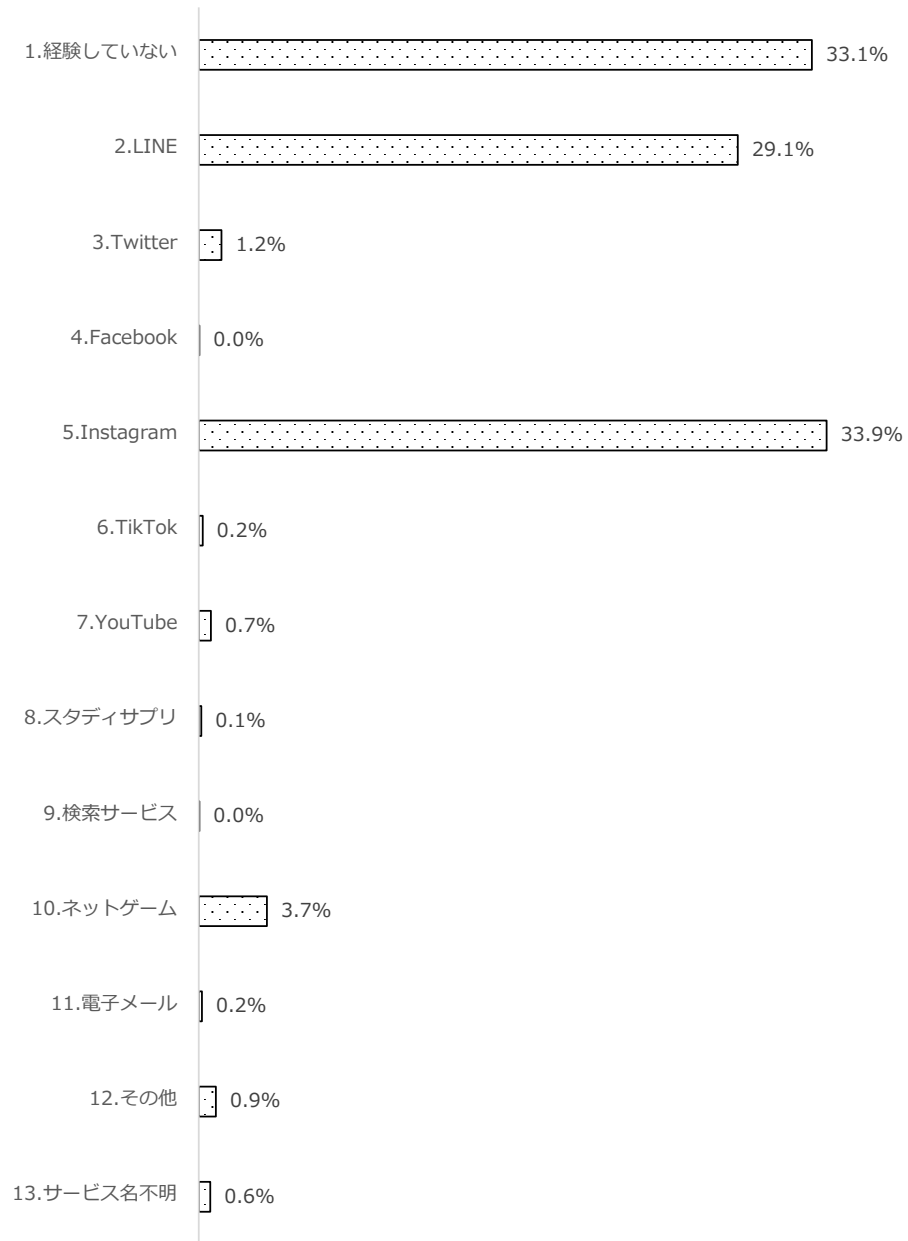 1.経験していない 33.1%
2.LINE 29.1%
3.Twitter 1.2%
4.Facebook 0.0%
5.Instagram 33.9%
6.TikTok 0.2%
7.YouTube 0.7%
8.スタディサプリ 0.1%
9.検索サービス 0.0%
10.ネットゲーム 3.7%
11.電子メール 0.2%
12.その他 0.9%
13.サービス名不明 0.6%